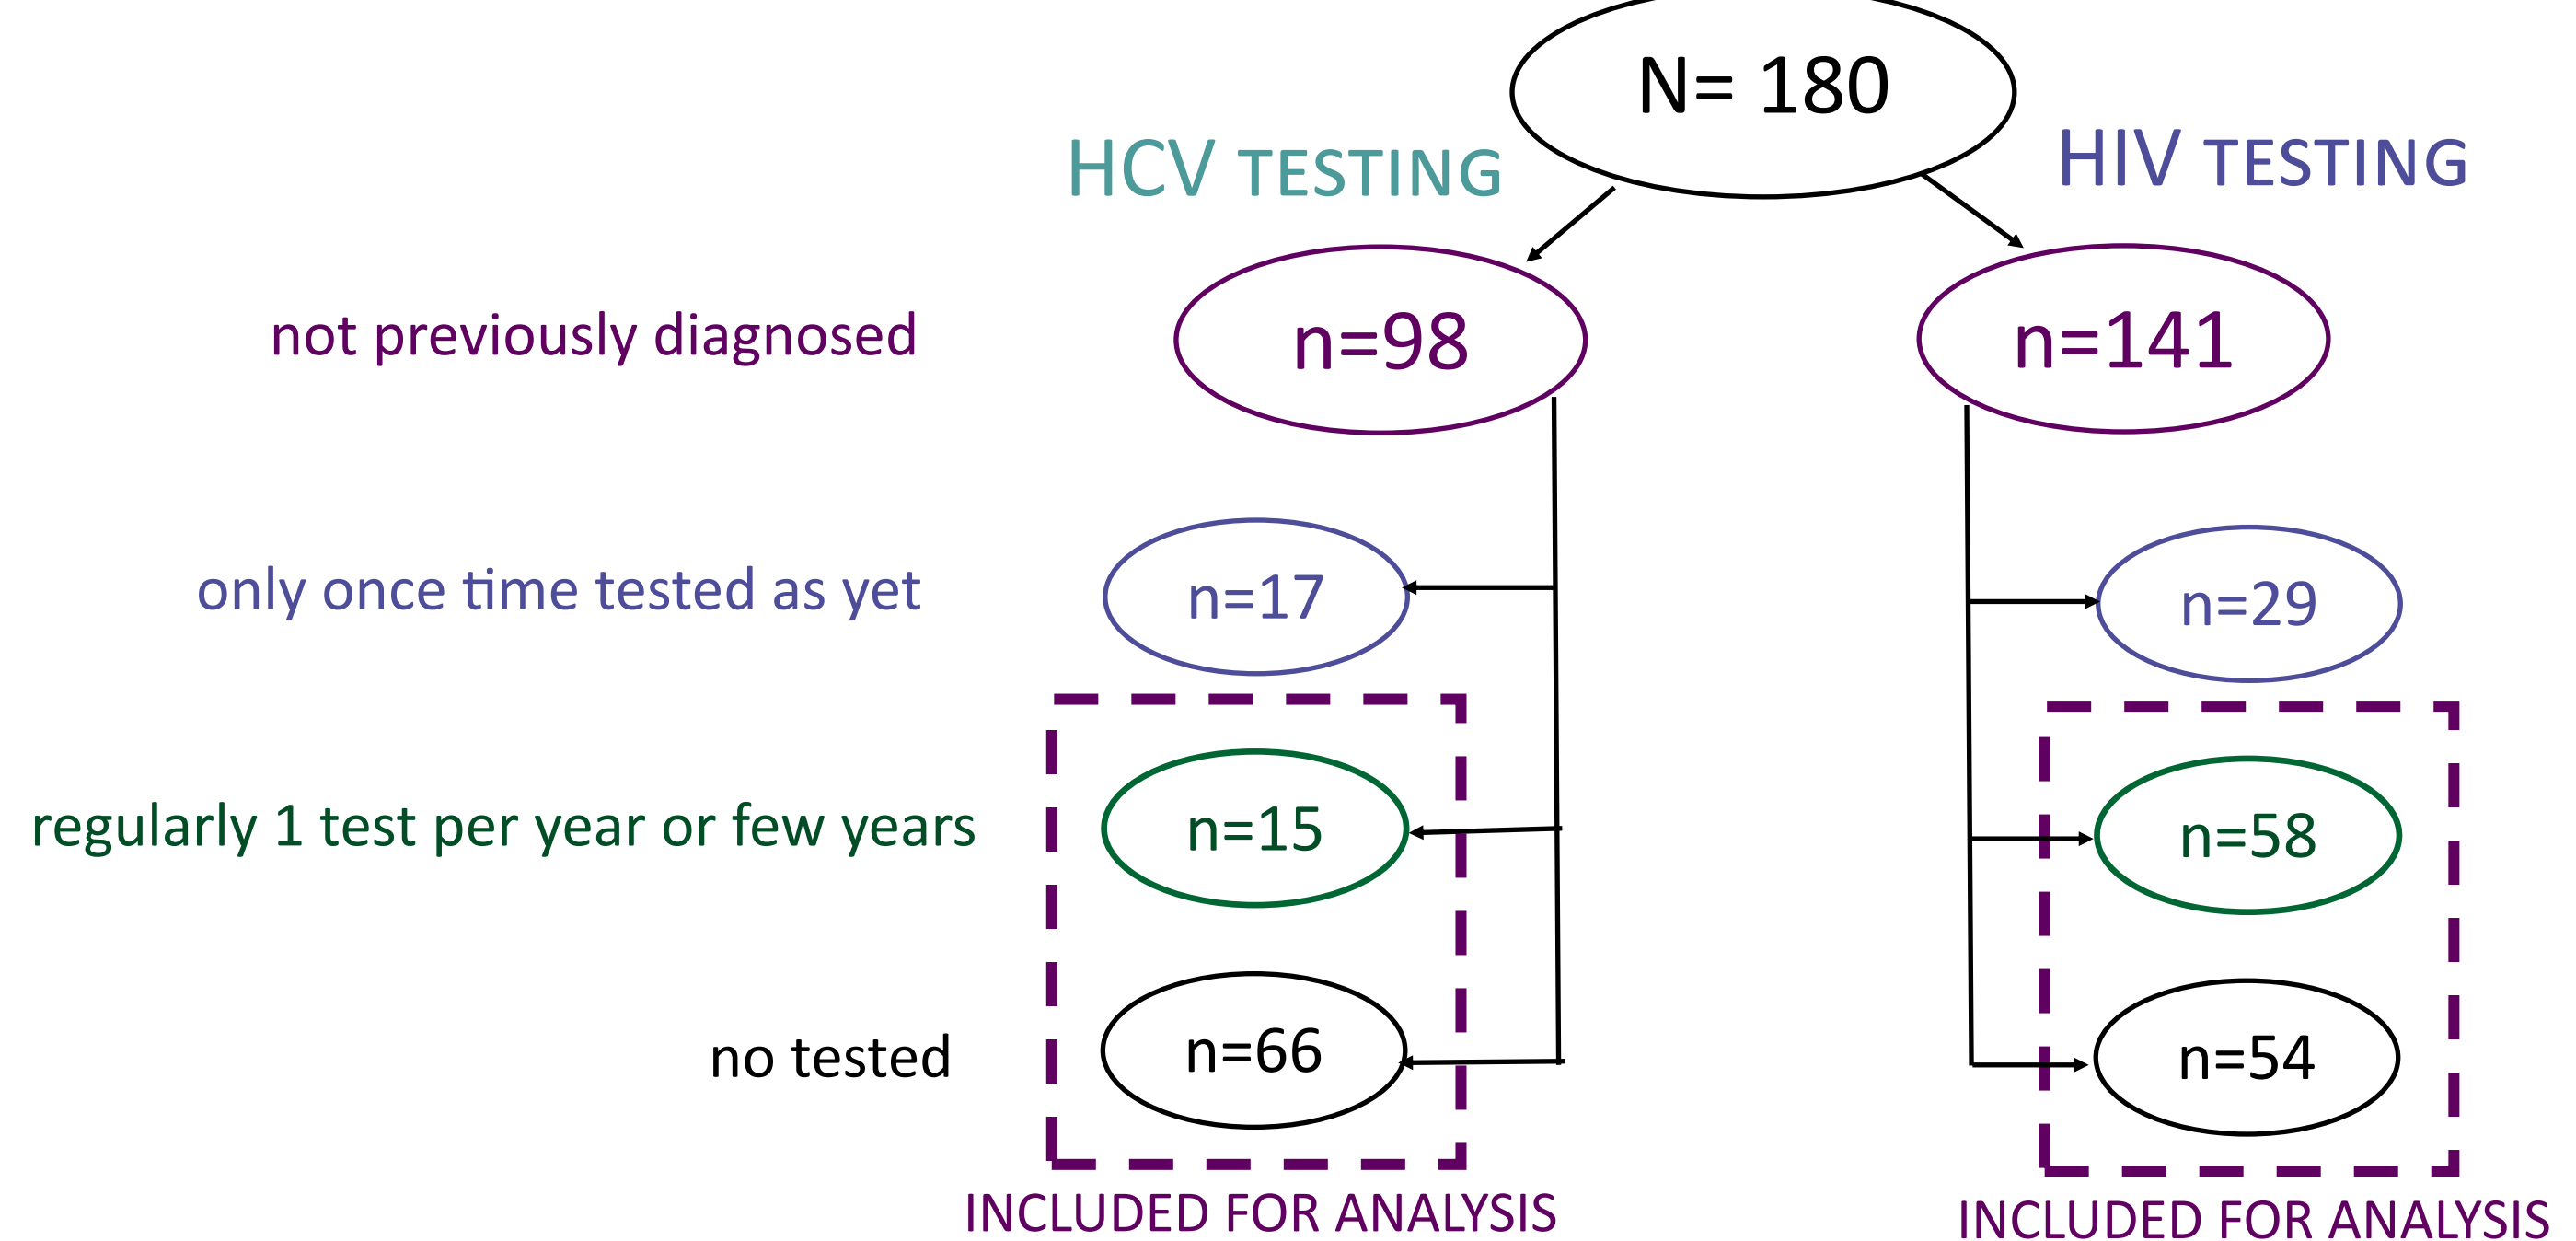 N= 180
HCV TESTING
HIV TESTING
not previously diagnosed
n=98
n=141
only once time tested as yet
n=17
n=29
regularly 1 test per year or few years
n=15
n=58
no tested
n=66
n=54
INCLUDED FOR ANALYSIS
INCLUDED FOR ANALYSIS